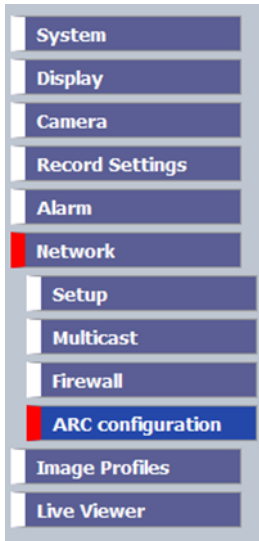 System
Display
Camera
Record Settings
Alarm
Network
Setup
Multicast
Firewall
ARC configuration
Image Profiles
Live Viewer